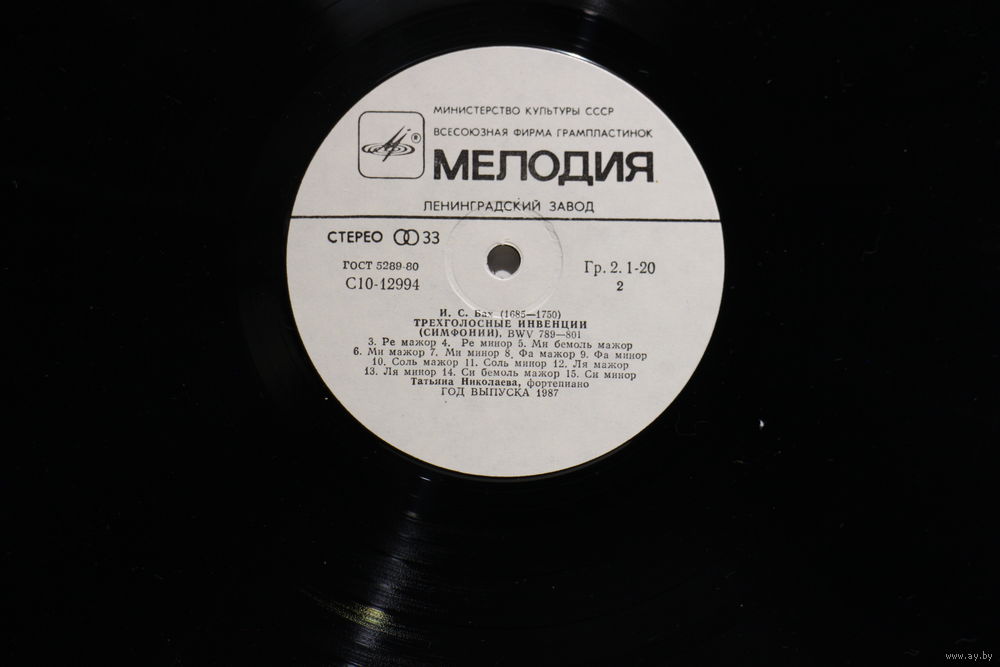 МИНИСТЕРСТВО КУЛЬТУРЫ СССР
ВСЕСОЮЗНАЯ ФИРМА ГРАМПЛАСТИНОК
®
МЕЛОДИЯ
ЛЕНИНГРАДСКИЙ ЗАВОД
СТЕРЕО 33
ГОСТ 5289-80
С10-12994
Гр. 2. 1-20
2
И. С. Бах (1685—1750)
ТРЕХГОЛОСНЫЕ ИНВЕНЦИИ
(СИМФОНИИ), BWV 789—801
3. Ре мажор 4. Ре минор 5. Ми бемоль мажор
6. Ми мажор 7. Ми минор 8. Фа мажор 9. Фа минор
10. Соль мажор 11. Соль минор 12. Ля мажор
13. Ля минор 14. Си бемоль мажор 15. Си минор
Татьяна Николаева, фортепиано
ГОД ВЫПУСКА 1987
www.ay.by